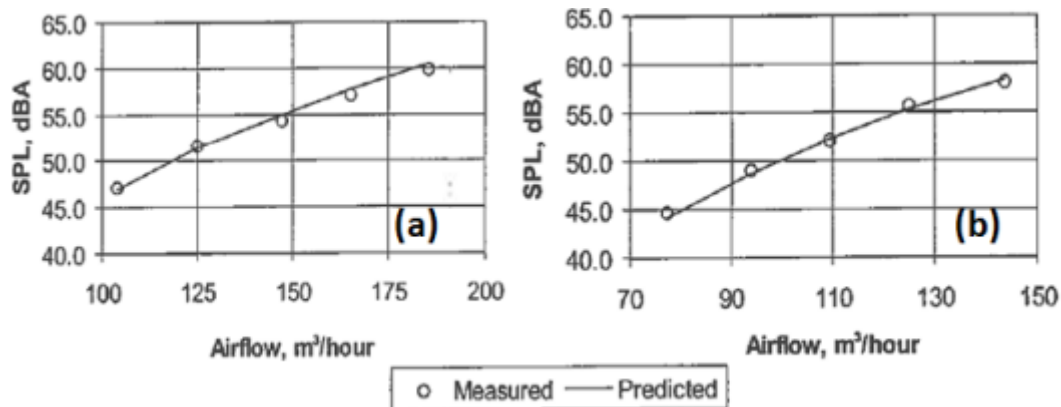 65.0
60.0
55.0
50.0
45.0
40.0
SPL, dBA
(a)
100 125 150 175 200
Airflow, m³/hour
65.0
60.0
55.0
50.0
45.0
40.0
SPL, dBA
(b)
70 90 110 130 150
Airflow, m³/hour
Measured Predicted